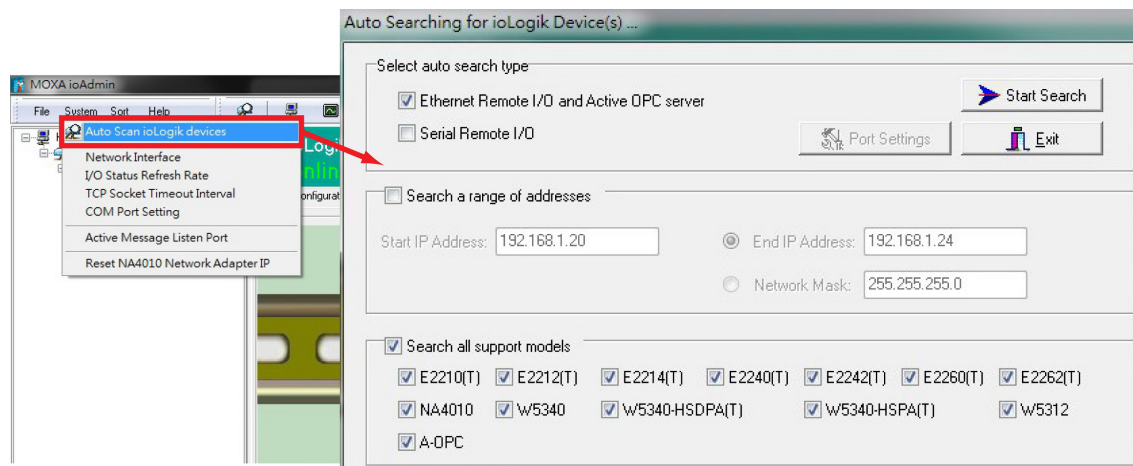 Auto Searching for ioLogik Device(s) ...
MOXA ioAdmin
File System Sort Help
Auto Scan ioLogik devices
Network Interface
I/O Status Refresh Rate
TCP Socket Timeout Interval
COM Port Setting
Active Message Listen Port
Reset NA4010 Network Adapter IP
Select auto search type
Ethernet Remote I/O and Active OPC server
Start Search
Serial Remote I/O
Port Settings
Exit
Search a range of addresses
Start IP Address: 192.168.1.20
End IP Address: 192.168.1.24
Network Mask: 255.255.255.0
Search all support models
E2210(T) E2212(T) E2214(T) E2240(T) E2242(T) E2260(T) E2262(T)
NA4010 W5340 W5340-HSDPA(T) W5340-HSPA(T) W5312
A-OPC